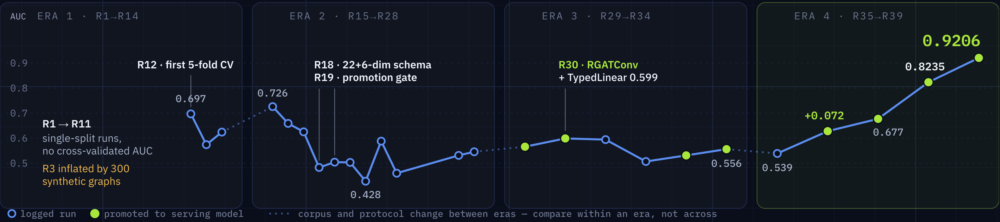 AUC ERA 1 · R1→R14
ERA 2 · R15→R28
ERA 3 · R29→R34
ERA 4 · R35→R39
0.9
0.8
0.7
0.6
0.5
R12 · first 5-fold CV
0.697
R1 → R11
single-split runs,
no cross-validated AUC
R3 inflated by 300
synthetic graphs
R18 · 22+6-dim schema
R19 · promotion gate
0.726
0.428
R30 · RGATConv
+ TypedLinear 0.599
0.556
0.9206
0.8235
+0.072
0.677
0.539
logged run
promoted to serving model
corpus and protocol change between eras — compare within an era, not across